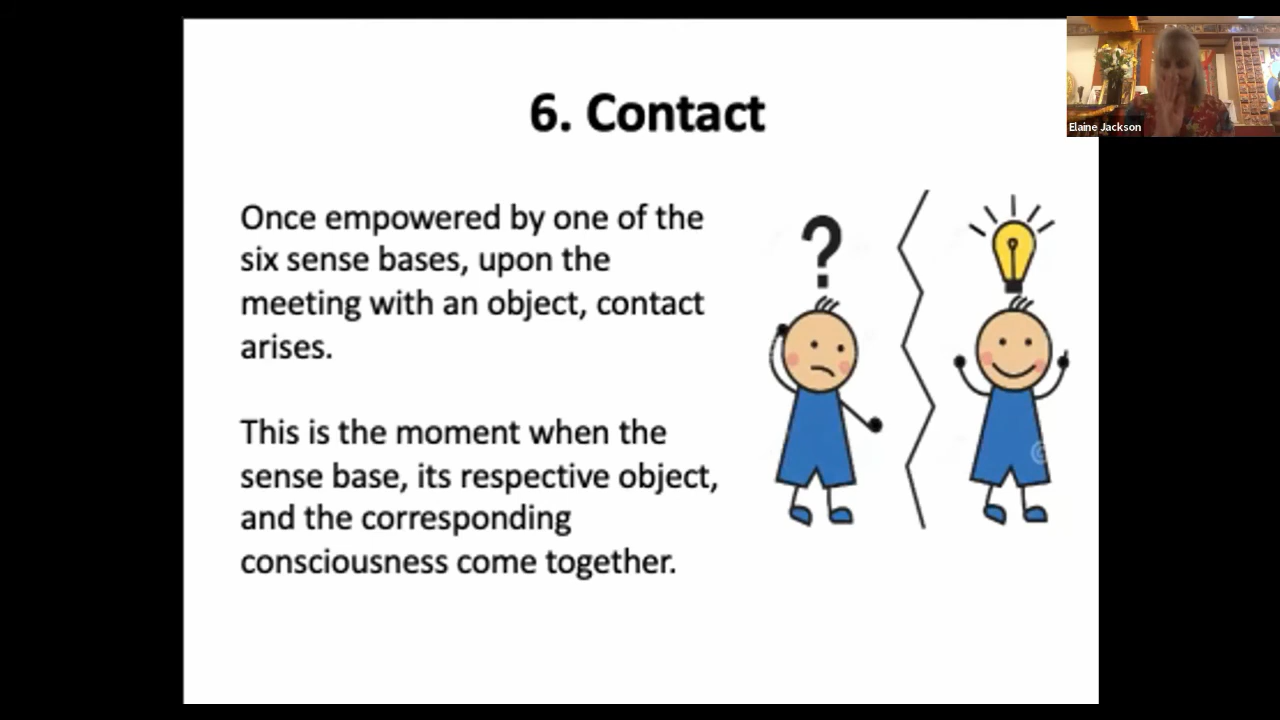 6. Contact
Once empowered by one of the
six sense bases, upon the
meeting with an object, contact
arises.
This is the moment when the
sense base, its respective object,
and the corresponding
consciousness come together.
?
Elaine Jackson